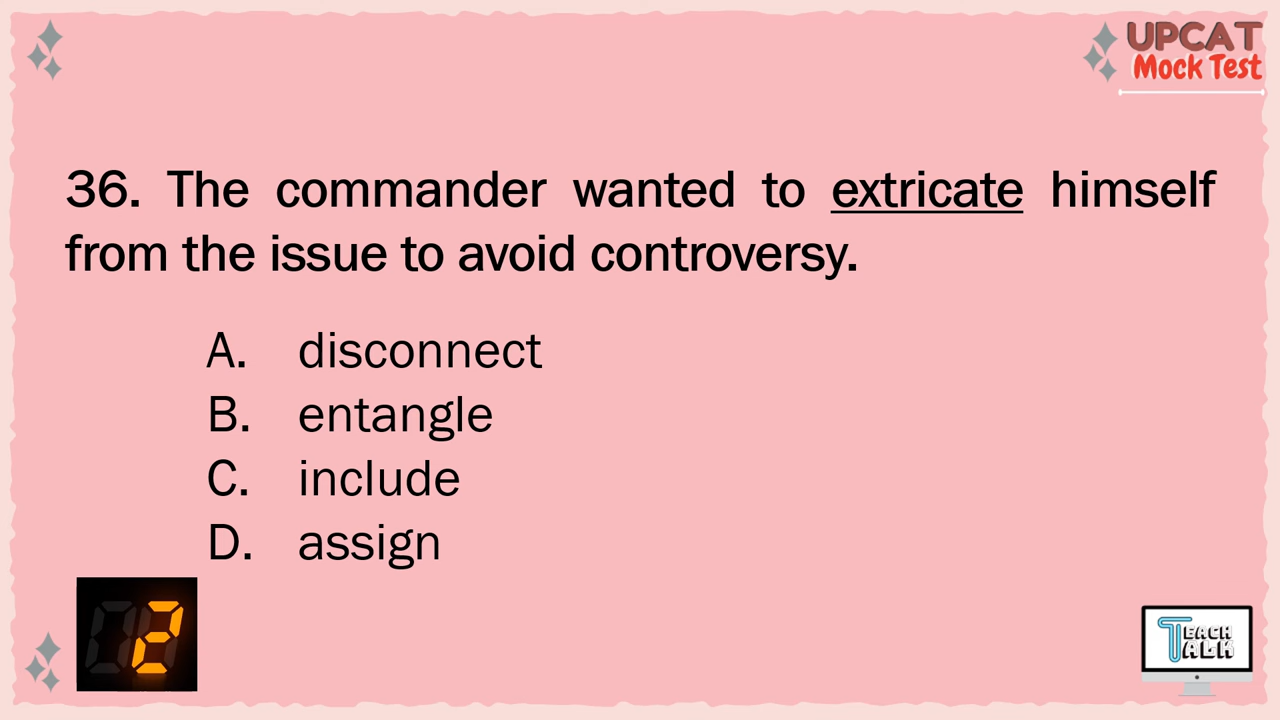 UPCAT
Mock Test
36. The commander wanted to extricate himself
from the issue to avoid controversy.
A. disconnect
B. entangle
C. include
D. assign
2
TEACH
TALK